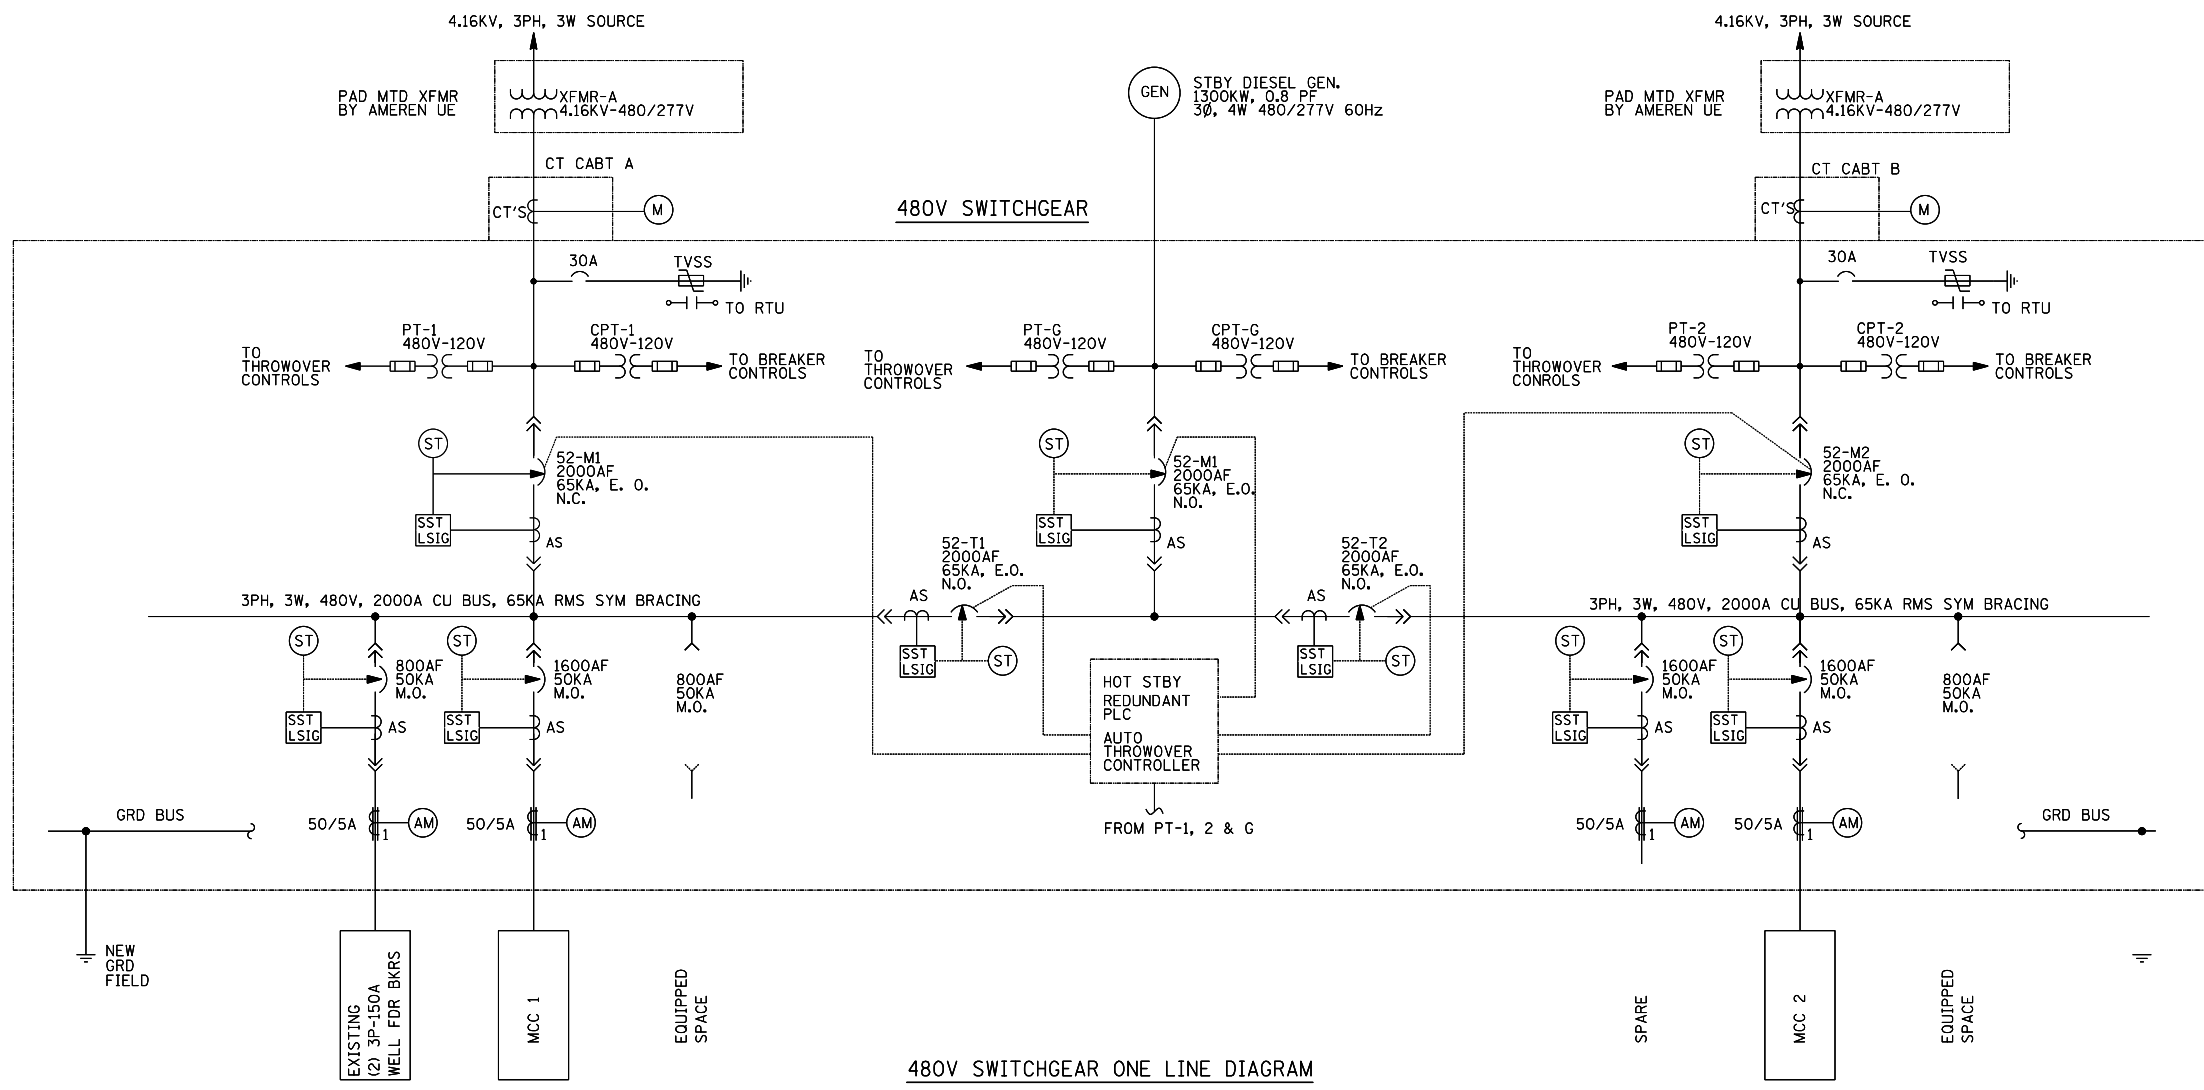 4.16KV, 3PH, 3W SOURCE
4.16KV, 3PH, 3W SOURCE
PAD MTD XFMR
BY AMEREN UE
XFMR-A
4.16KV-480/277V
GEN
STBY DIESEL GEN.
1300KW, 0.8 PF
3Ø, 4W 480/277V 60Hz
PAD MTD XFMR
BY AMEREN UE
XFMR-A
4.16KV-480/277V
CT CABT A
CT'S
M
480V SWITCHGEAR
CT CABT B
CT'S
M
30A
TVSS
TO RTU
30A
TVSS
TO RTU
TO
THROWOVER
CONTROLS
PT-1
480V-120V
CPT-1
480V-120V
TO BREAKER
CONTROLS
TO
THROWOVER
CONTROLS
PT-G
480V-120V
CPT-G
480V-120V
TO BREAKER
CONTROLS
TO
THROWOVER
CONROLS
PT-2
480V-120V
CPT-2
480V-120V
TO BREAKER
CONTROLS
ST
52-M1
2000AF
65KA, E. O.
N.C.
SST
LSIG
AS
ST
52-M1
2000AF
65KA, E.O.
N.O.
SST
LSIG
AS
ST
52-M2
2000AF
65KA, E. O.
N.C.
SST
LSIG
AS
52-T1
2000AF
65KA, E.O.
N.O.
AS
SST
LSIG
ST
52-T2
2000AF
65KA, E.O.
N.O.
AS
SST
LSIG
ST
3PH, 3W, 480V, 2000A CU BUS, 65KA RMS SYM BRACING
3PH, 3W, 480V, 2000A CU BUS, 65KA RMS SYM BRACING
ST
800AF
50KA
M.O.
SST
LSIG
AS
ST
1600AF
50KA
M.O.
SST
LSIG
AS
800AF
50KA
M.O.
HOT STBY
REDUNDANT
PLC
AUTO
THROWOVER
CONTROLLER
FROM PT-1, 2 & G
ST
1600AF
50KA
M.O.
SST
LSIG
AS
ST
1600AF
50KA
M.O.
SST
LSIG
AS
800AF
50KA
M.O.
GRD BUS
50/5A
1
AM
50/5A
1
AM
50/5A
1
AM
50/5A
1
AM
GRD BUS
NEW
GRD
FIELD
EXISTING
(2) 3P-150A
WELL FDR BKRS
MCC 1
EQUIPPED
SPACE
SPARE
MCC 2
EQUIPPED
SPACE
480V SWITCHGEAR ONE LINE DIAGRAM